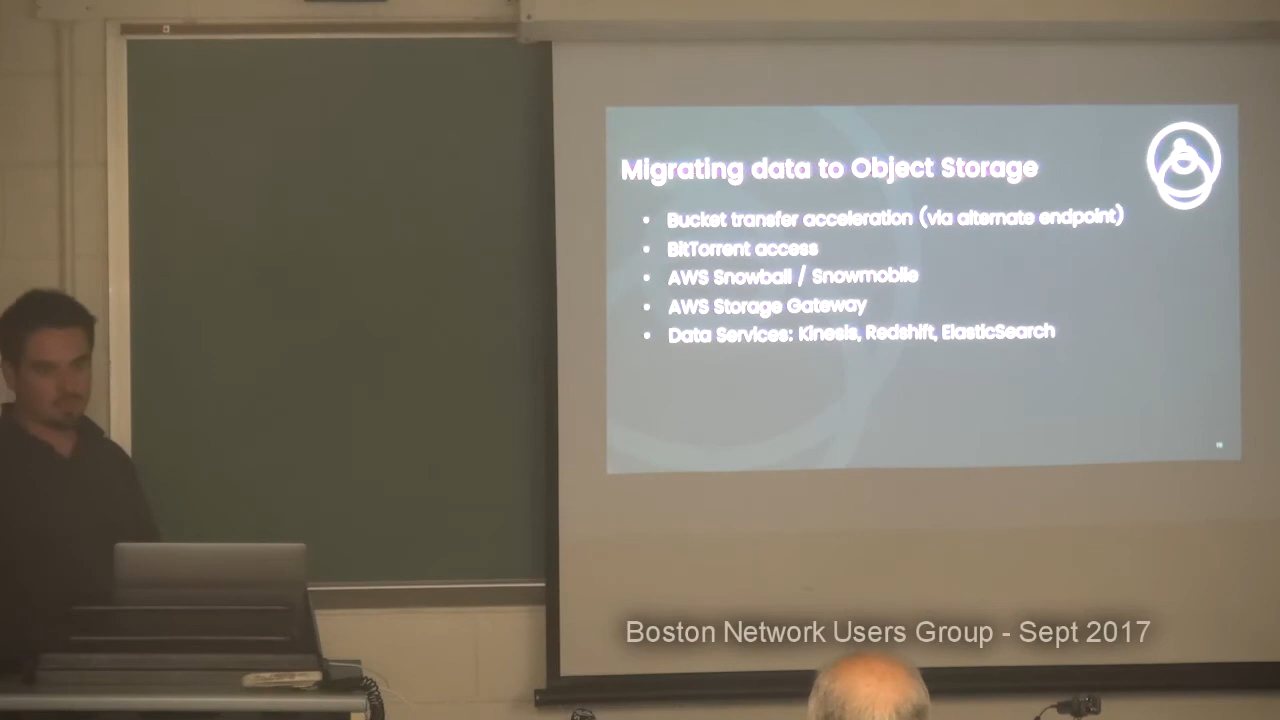 Migrating data to Object Storage
• Bucket transfer acceleration (via alternate endpoint)
• BitTorrent access
• AWS Snowball / Snowmobile
• AWS Storage Gateway
• Data Services: Kinesis, Redshift, ElasticSearch
Boston Network Users Group - Sept 2017